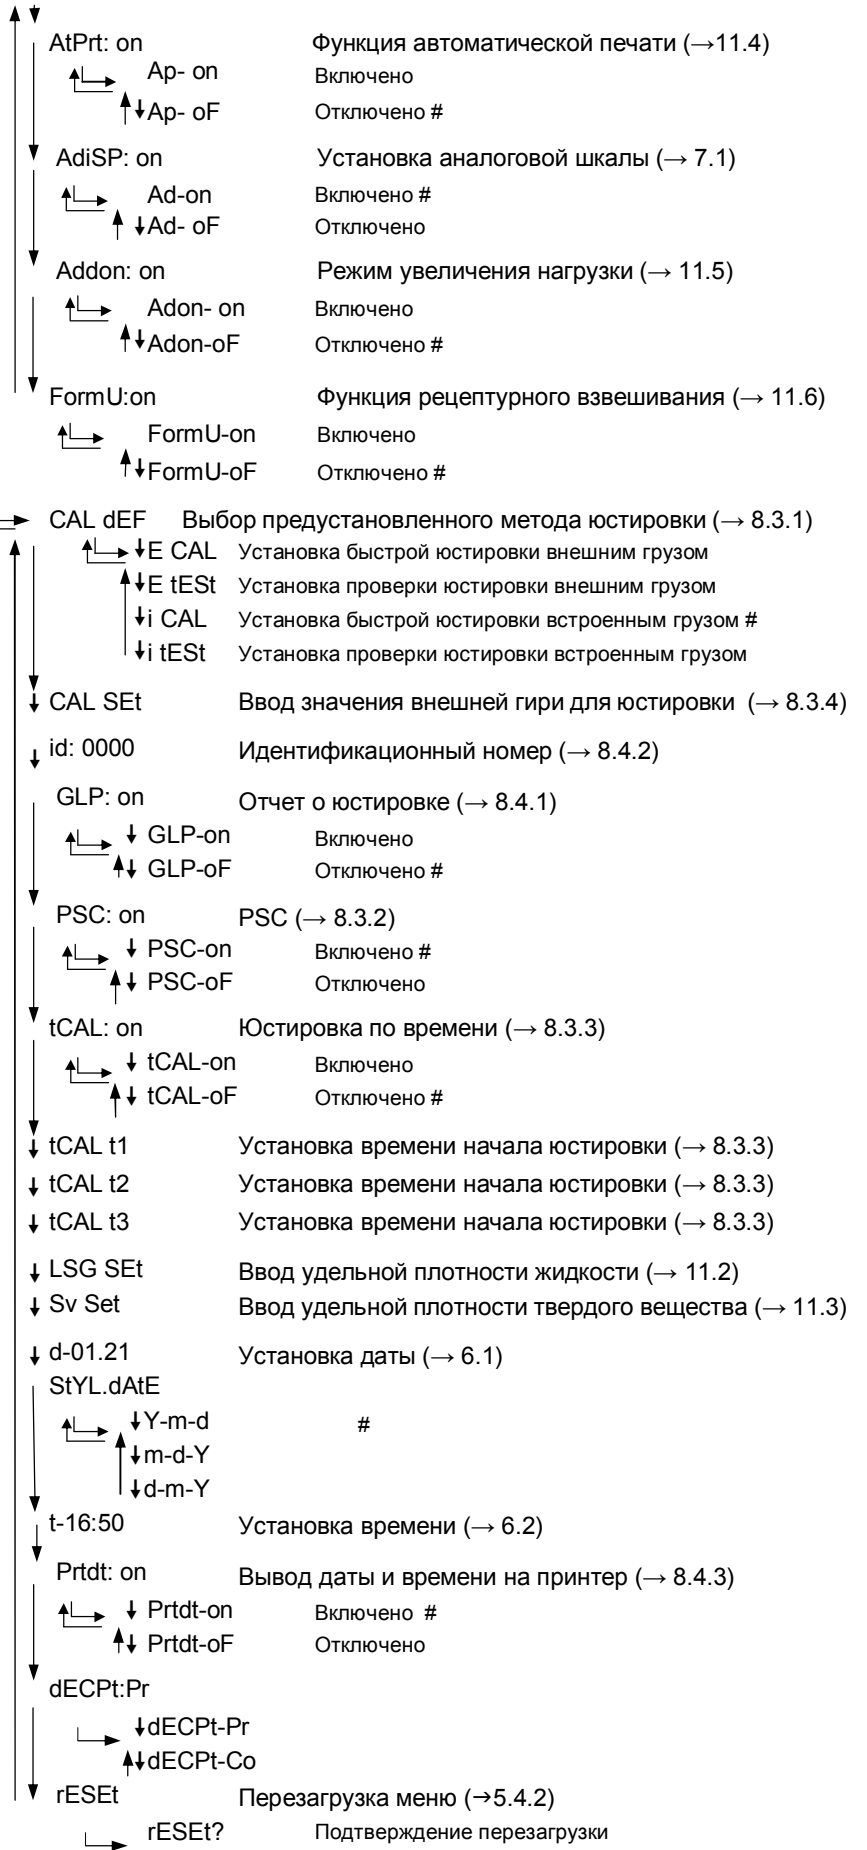 AtPrt: on Функция автоматической печати (→11.4)
Ap- on Включено
Ap- oF Отключено #
AdiSP: on Установка аналоговой шкалы (→ 7.1)
Ad-on Включено #
Ad- oF Отключено
Addon: on Режим увеличения нагрузки (→ 11.5)
Adon- on Включено
Adon-oF Отключено #
FormU:on Функция рецептурного взвешивания (→ 11.6)
FormU-on Включено
FormU-oF Отключено #
CAL dEF Выбор предустановленного метода юстировки (→ 8.3.1)
E CAL Установка быстрой юстировки внешним грузом
E tESt Установка проверки юстировки внешним грузом
i CAL Установка быстрой юстировки встроенным грузом #
i tESt Установка проверки юстировки встроенным грузом
CAL SEt Ввод значения внешней гири для юстировки (→ 8.3.4)
id: 0000 Идентификационный номер (→ 8.4.2)
GLP: on Отчет о юстировке (→ 8.4.1)
GLP-on Включено
GLP-oF Отключено #
PSC: on PSC (→ 8.3.2)
PSC-on Включено #
PSC-oF Отключено
tCAL: on Юстировка по времени (→ 8.3.3)
tCAL-on Включено
tCAL-oF Отключено #
tCAL t1 Установка времени начала юстировки (→ 8.3.3)
tCAL t2 Установка времени начала юстировки (→ 8.3.3)
tCAL t3 Установка времени начала юстировки (→ 8.3.3)
LSG SEt Ввод удельной плотности жидкости (→ 11.2)
Sv Set Ввод удельной плотности твердого вещества (→ 11.3)
d-01.21 Установка даты (→ 6.1)
StYL.dAtE
Y-m-d #
m-d-Y
d-m-Y
t-16:50 Установка времени (→ 6.2)
Prtdt: on Вывод даты и времени на принтер (→ 8.4.3)
Prtdt-on Включено #
Prtdt-oF Отключено
dECPt:Pr
dECPt-Pr
dECPt-Co
rESEt Перезагрузка меню (→5.4.2)
rESEt? Подтверждение перезагрузки